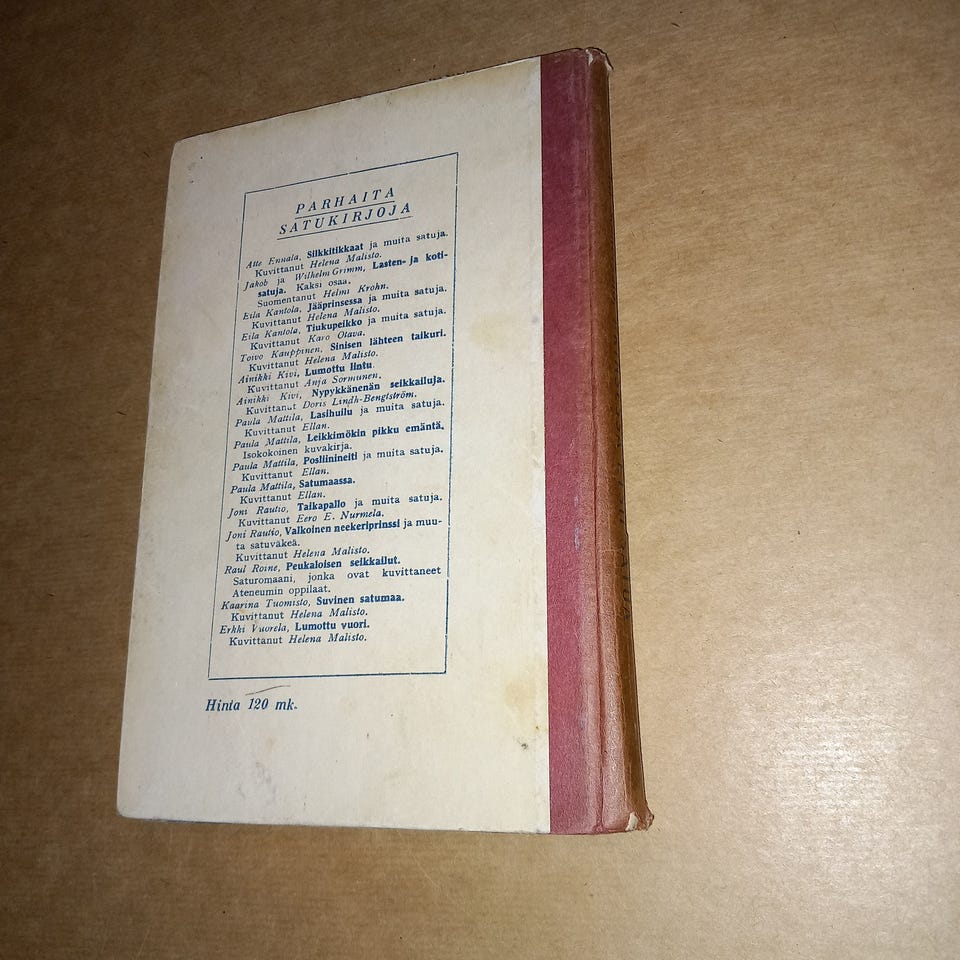 PARHAITA
SATUKIRJOJA
Atte Ennala, Silkkitikkaat ja muita satuja.
Kuvittanut Helena Malisto.
Jakob ja Wilhelm Grimm, Lasten- ja koti-
satuja. Kaksi osaa.
Suomentanut Helmi Krohn.
Eila Kantola, Jääprinsessa ja muita satuja.
Kuvittanut Helena Malisto.
Eila Kantola, Tiukupeikko ja muita satuja.
Kuvittanut Karo Otava.
Toivo Kauppinen, Sinisen lähteen taikuri.
Kuvittanut Helena Malisto.
Ainikki Kivi, Lumottu lintu.
Kuvittanut Anja Sormunen.
Ainikki Kivi, Nypykkänenän seikkailuja.
Kuvittanut Doris Lindh-Bengtström.
Paula Mattila, Lasihuilu ja muita satuja.
Kuvittanut Ellan.
Paula Mattila, Leikkimökin pikku emäntä.
Isokokoinen kuvakirja.
Paula Mattila, Posliinineiti ja muita satuja.
Kuvittanut Ellan.
Paula Mattila, Satumaassa.
Kuvittanut Ellan.
Joni Rautio, Taikapallo ja muita satuja.
Kuvittanut Eero E. Nurmela.
Joni Rautio, Valkoinen neekeriprinssi ja muu-
ta satuväkeä.
Kuvittanut Helena Malisto.
Raul Roine, Peukaloisen seikkailut.
Saturomaani, jonka ovat kuvittaneet
Ateneumin oppilaat.
Kaarina Tuomisto, Suvinen satumaa.
Kuvittanut Helena Malisto.
Erkki Vuorela, Lumottu vuori.
Kuvittanut Helena Malisto.
Hinta 120 mk.